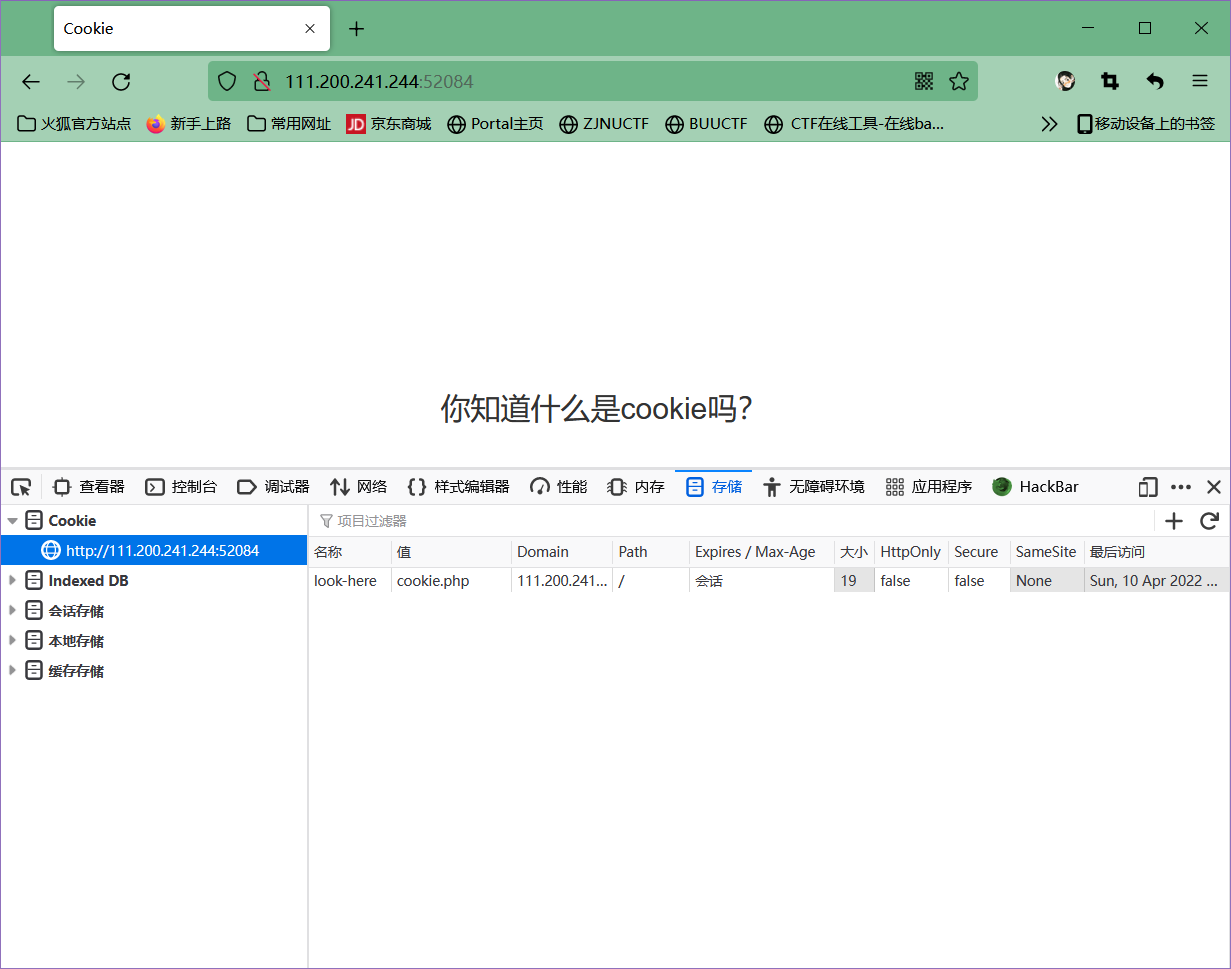 Cookie
111.200.241.244:52084
火狐官方站点 新手上路 常用网址 JD 京东商城 Portal主页 ZJNUCTF BUUCTF CTF在线工具-在线ba... 移动设备上的书签
你知道什么是cookie吗?
查看器 控制台 调试器 网络 样式编辑器 性能 内存 存储 无障碍环境 应用程序 HackBar
Cookie
http://111.200.241.244:52084
Indexed DB
会话存储
本地存储
缓存存储
项目过滤器
名称 值 Domain Path Expires / Max-Age 大小 HttpOnly Secure SameSite 最后访问
look-here cookie.php 111.200.241... / 会话 19 false false None Sun, 10 Apr 2022 ...